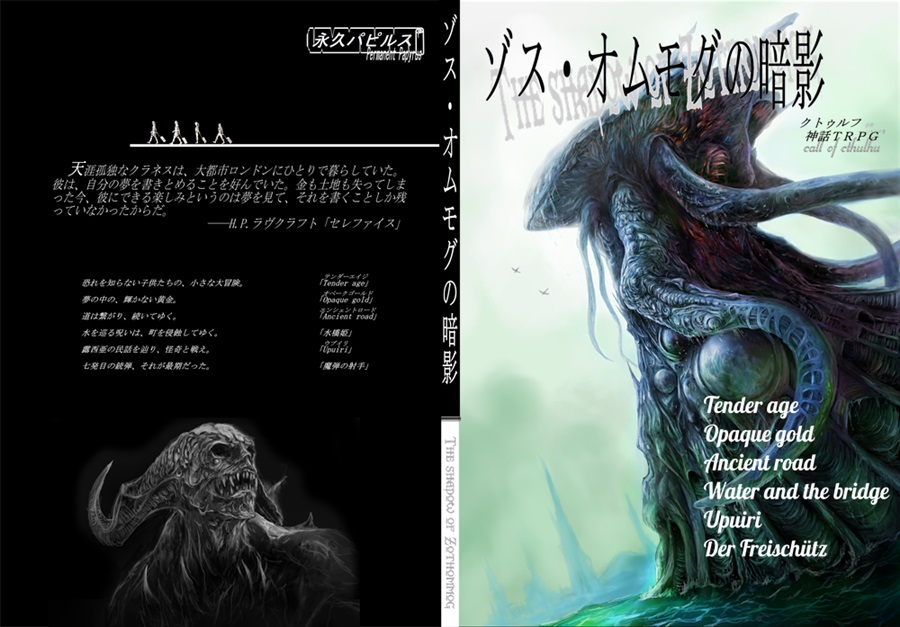 永久パピルス
Permanent Papyrus
天涯孤独なクラネスは、大都市ロンドンにひとりで暮らしていた。
彼は、自分の夢を書きとめることを好んでいた。金も土地も失ってしま
った今、彼にできる楽しみというのは夢を見て、それを書くことしか残
っていなかったからだ。
――H.P.ラヴクラフト「セレファイス」
恐れを知らない子供たちの、小さな大冒険。
テンダーエイジ
「Tender age」
夢の中の、輝かない黄金。
オペークゴールド
「Opaque gold」
道は繋がり、続いてゆく。
エンシェントロード
「Ancient road」
水を巡る呪いは、町を侵蝕してゆく。
「水橋姫」
露西亜の民話を辿り、怪奇と戦え。
ウプイリ
「Upuiri」
七発目の銃弾、それが最期だった。
「魔弾の射手」
ゾス・オムモグの暗影
The shadow of Zothommog
ゾス・オムモグの暗影
The shadow of Zothommog
クトゥルフ
神話TRPG
call of cthulhu
Tender age
Opaque gold
Ancient road
Water and the bridge
Upuiri
Der Freischütz